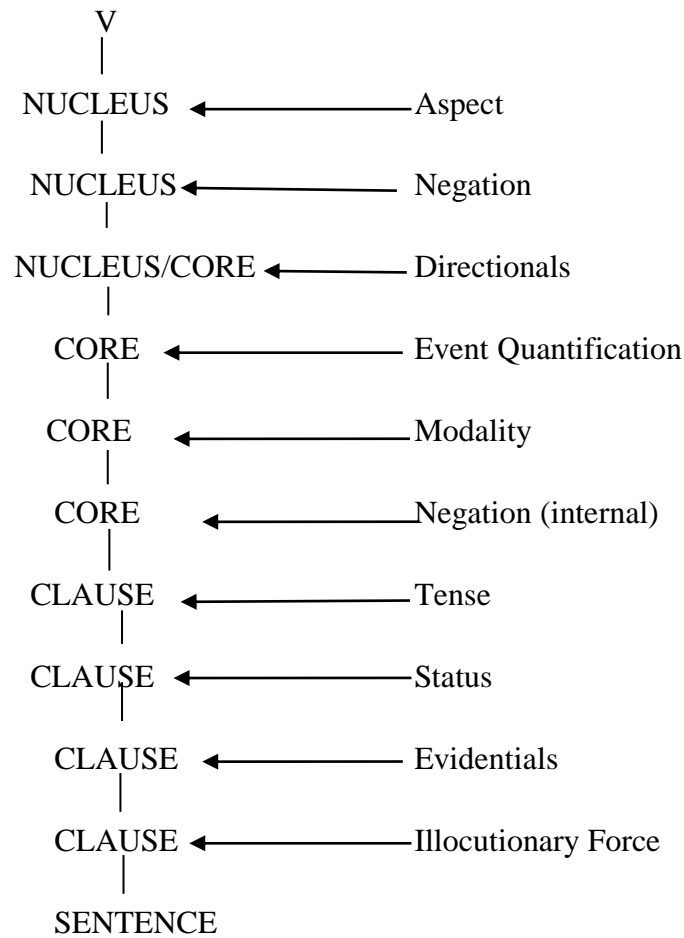 V
NUCLEUS Aspect
NUCLEUS Negation
NUCLEUS/CORE Directionals
CORE Event Quantification
CORE Modality
CORE Negation (internal)
CLAUSE Tense
CLAUSE Status
CLAUSE Evidentials
CLAUSE Illocutionary Force
SENTENCE